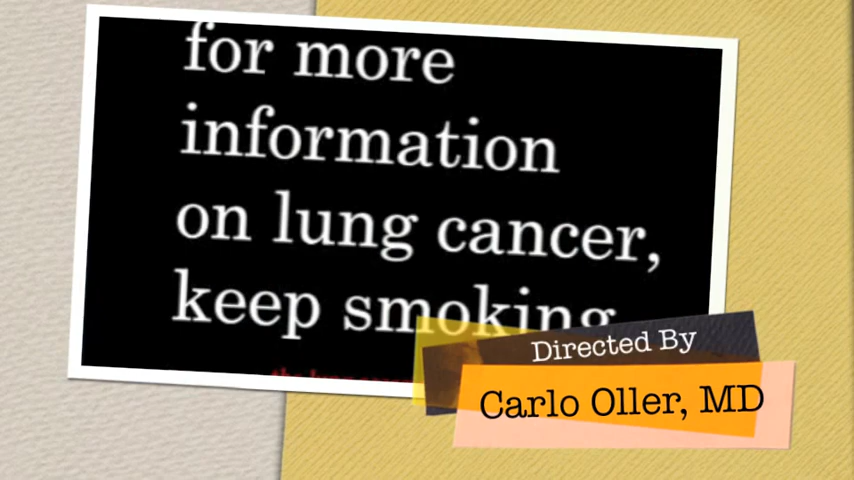 for more
information
on lung cancer,
keep smoking
Directed By
Carlo Oller, MD